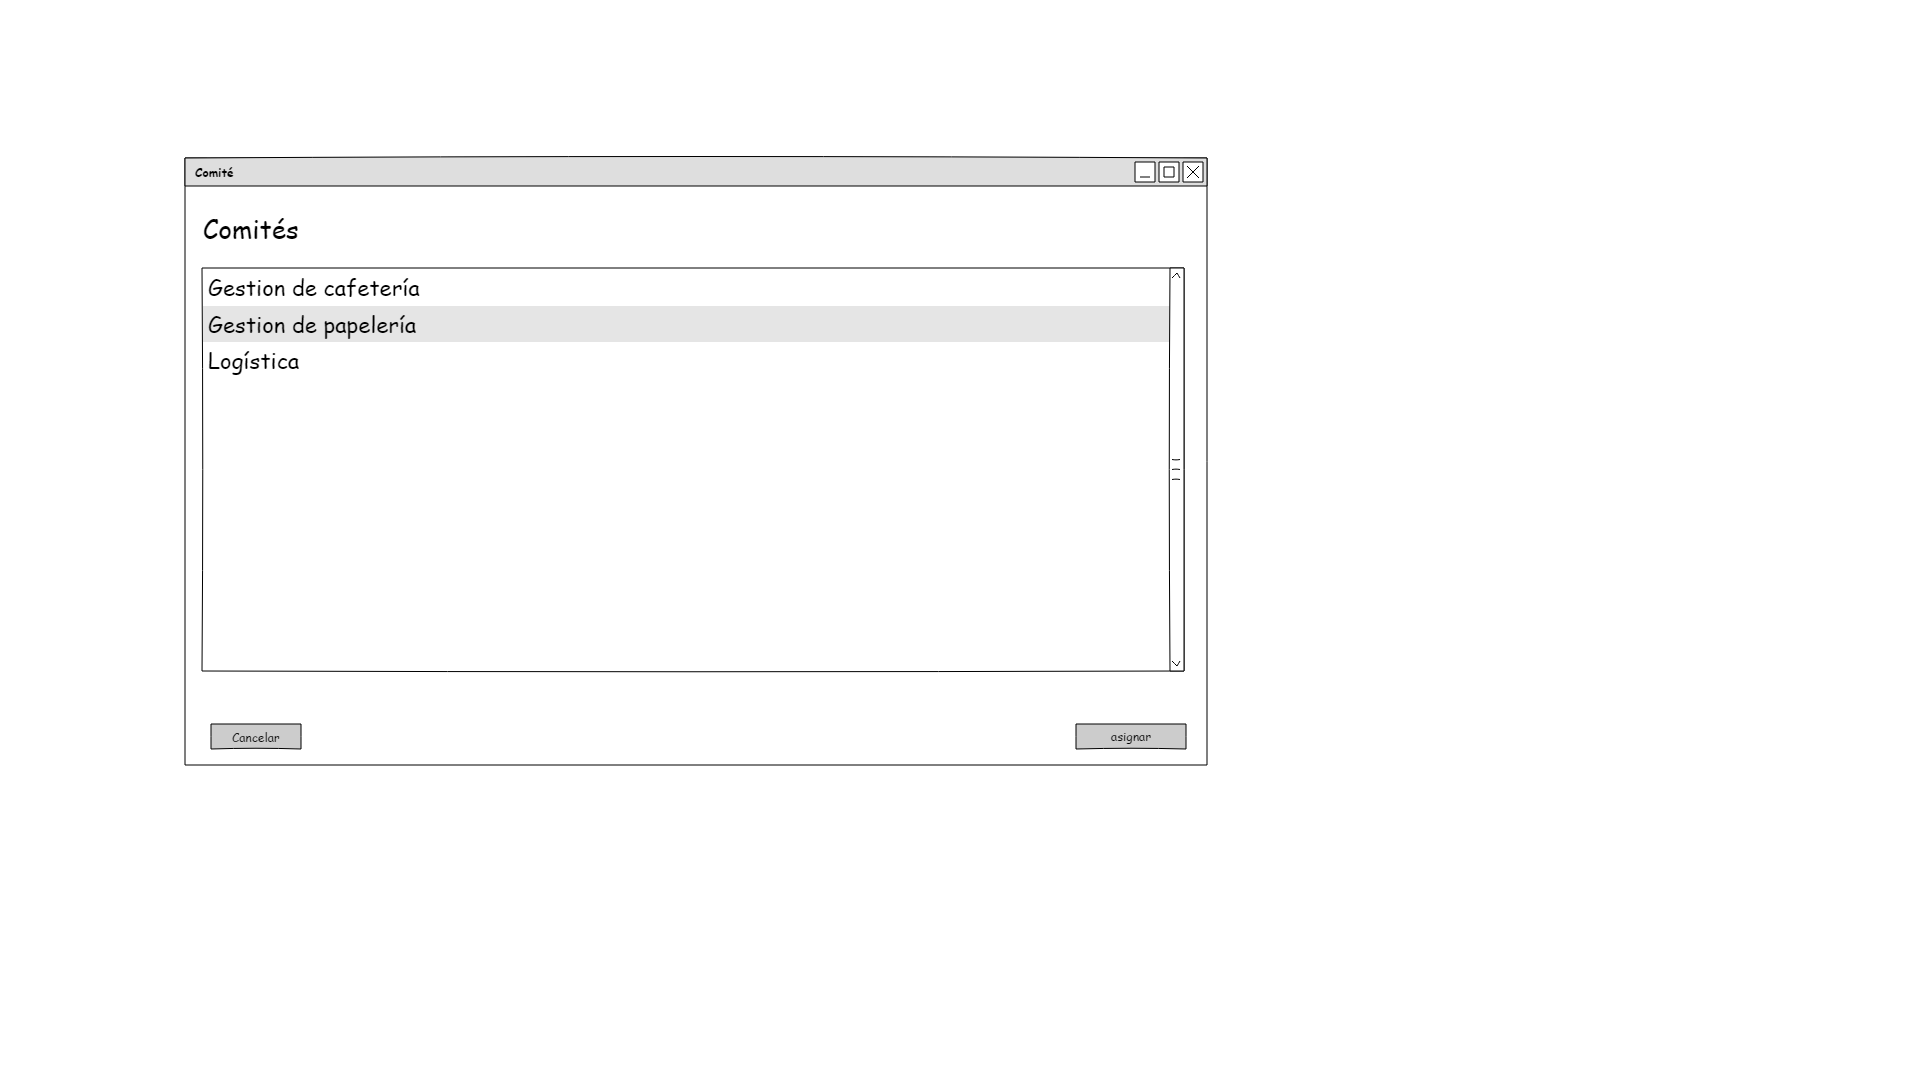 Comité
Comités
Gestion de cafetería
Gestion de papelería
Logística
Cancelar
asignar